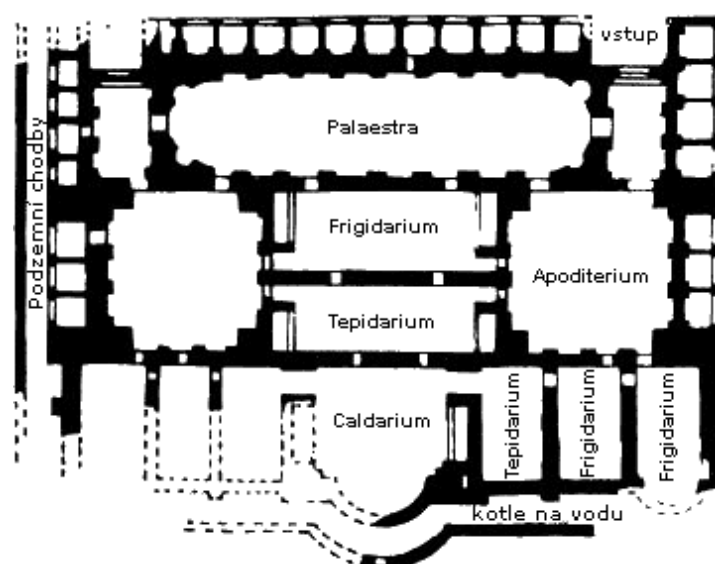 vstup
Palaestra
Podzemní chodby
Frigidarium
Apoditerium
Tepidarium
Caldarium
Tepidarium
Frigidarium
Frigidarium
kotle na vodu